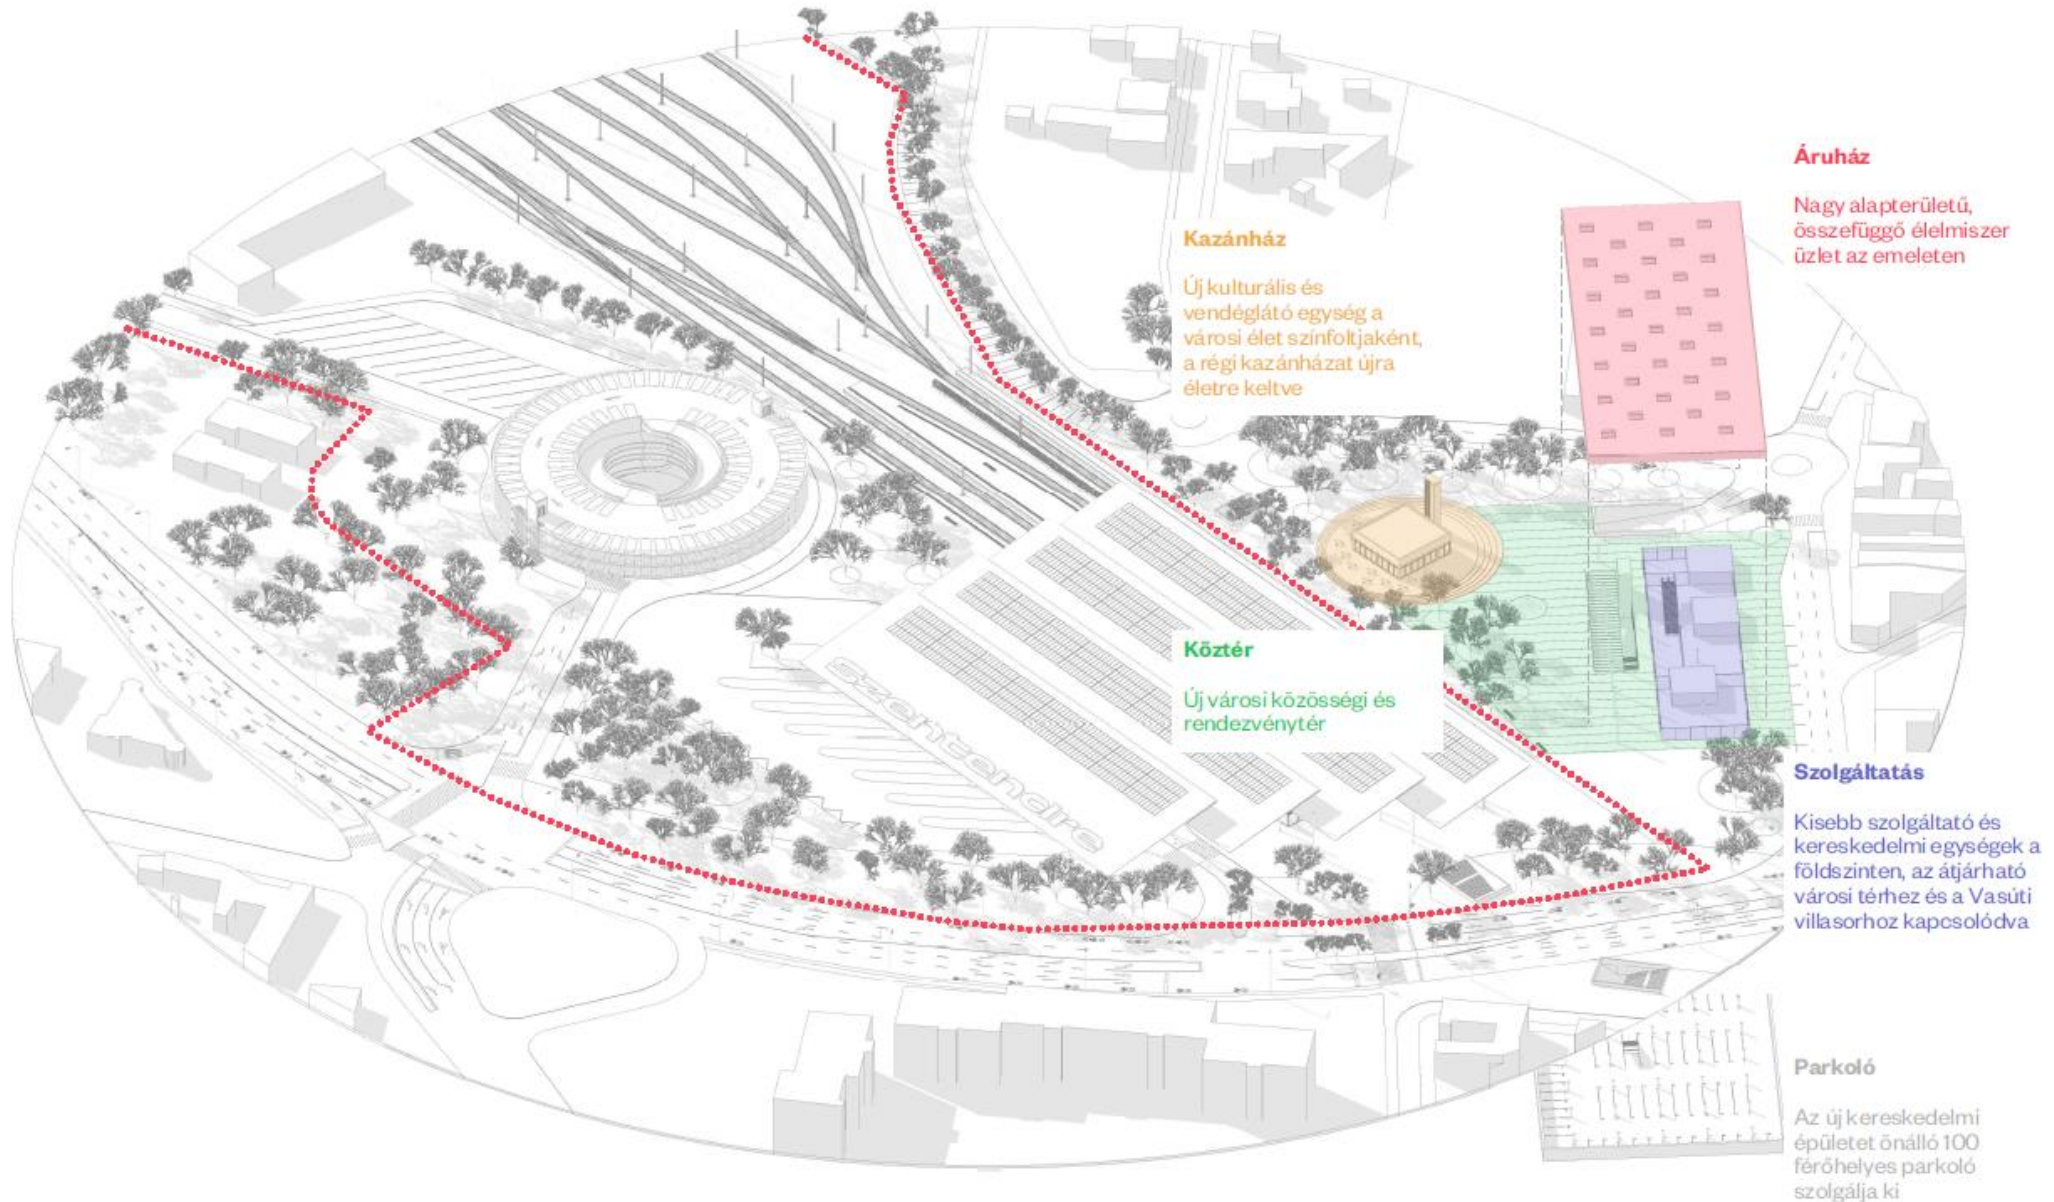 Áruház
Nagy alapterületű,
összefüggő élelmiszer
üzlet az emeleten
Kazánház
Új kulturális és
vendéglátó egység a
városi élet színfoltjaként,
a régi kazánházat újra
életre keltve
Köztér
Új városi közösségi és
rendezvénytér
Szentendre
Szolgáltatás
Kisebb szolgáltató és
kereskedelmi egységek a
földszinten, az átjárható
városi térhez és a Vasúti
villasorhoz kapcsolódva
Parkoló
Az új kereskedelmi
épületet önálló 100
férőhelyes parkoló
szolgálja ki